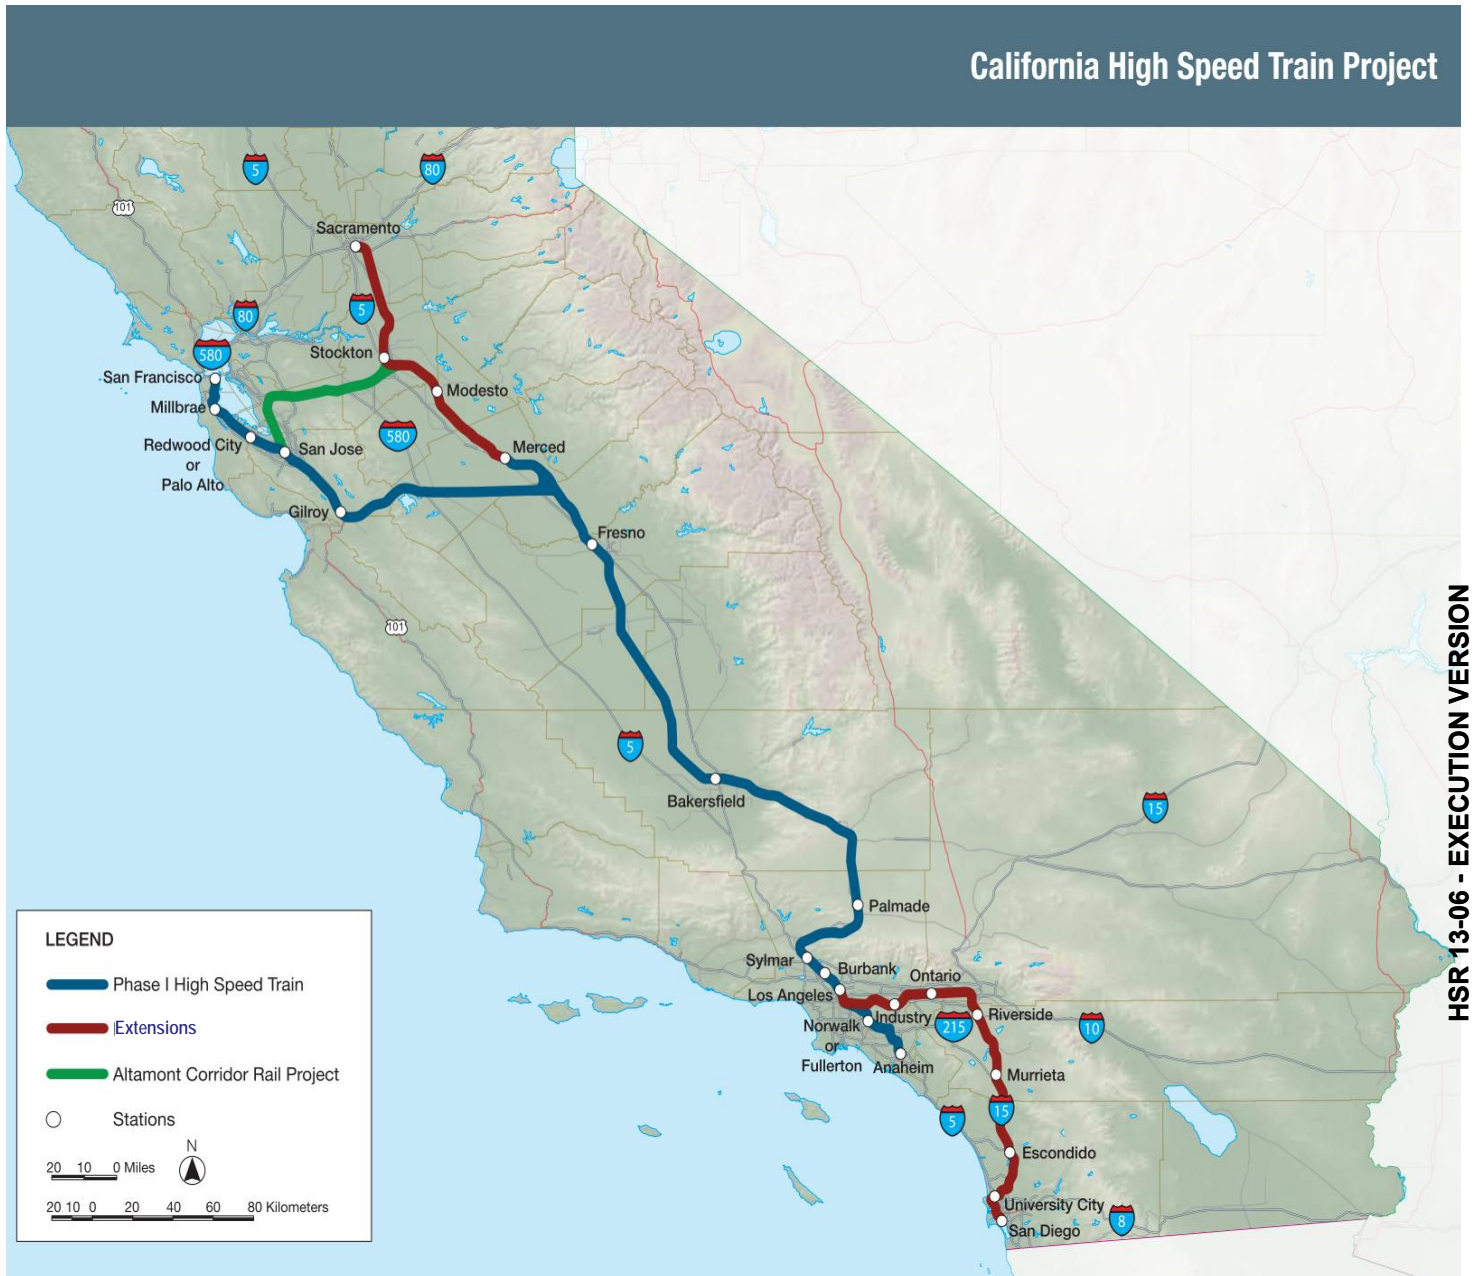 California High Speed Train Project
5
80
101
Sacramento
80
5
Stockton
580
San Francisco
Modesto
Millbrae
580
Redwood City
or
Palo Alto
San Jose
Merced
Gilroy
Fresno
101
5
Bakersfield
15
Palmade
Sylmar
Burbank
Ontario
Los Angeles
Industry
Riverside
Norwalk
or
Fullerton
215
10
Anaheim
Murrieta
15
5
Escondido
University City
San Diego
8
LEGEND
Phase I High Speed Train
Extensions
Altamont Corridor Rail Project
Stations
N
20 10 0 Miles
20 10 0 20 40 60 80 Kilometers
HSR 13-06 - EXECUTION VERSION